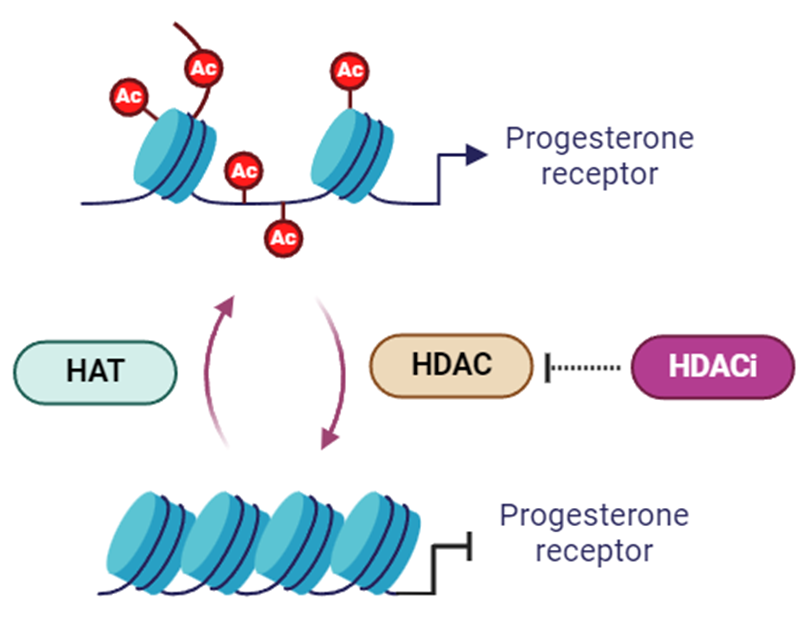 Ac
Ac
Ac
Progesterone
receptor
Ac
Ac
HAT
HDAC
HDACi
Progesterone
receptor